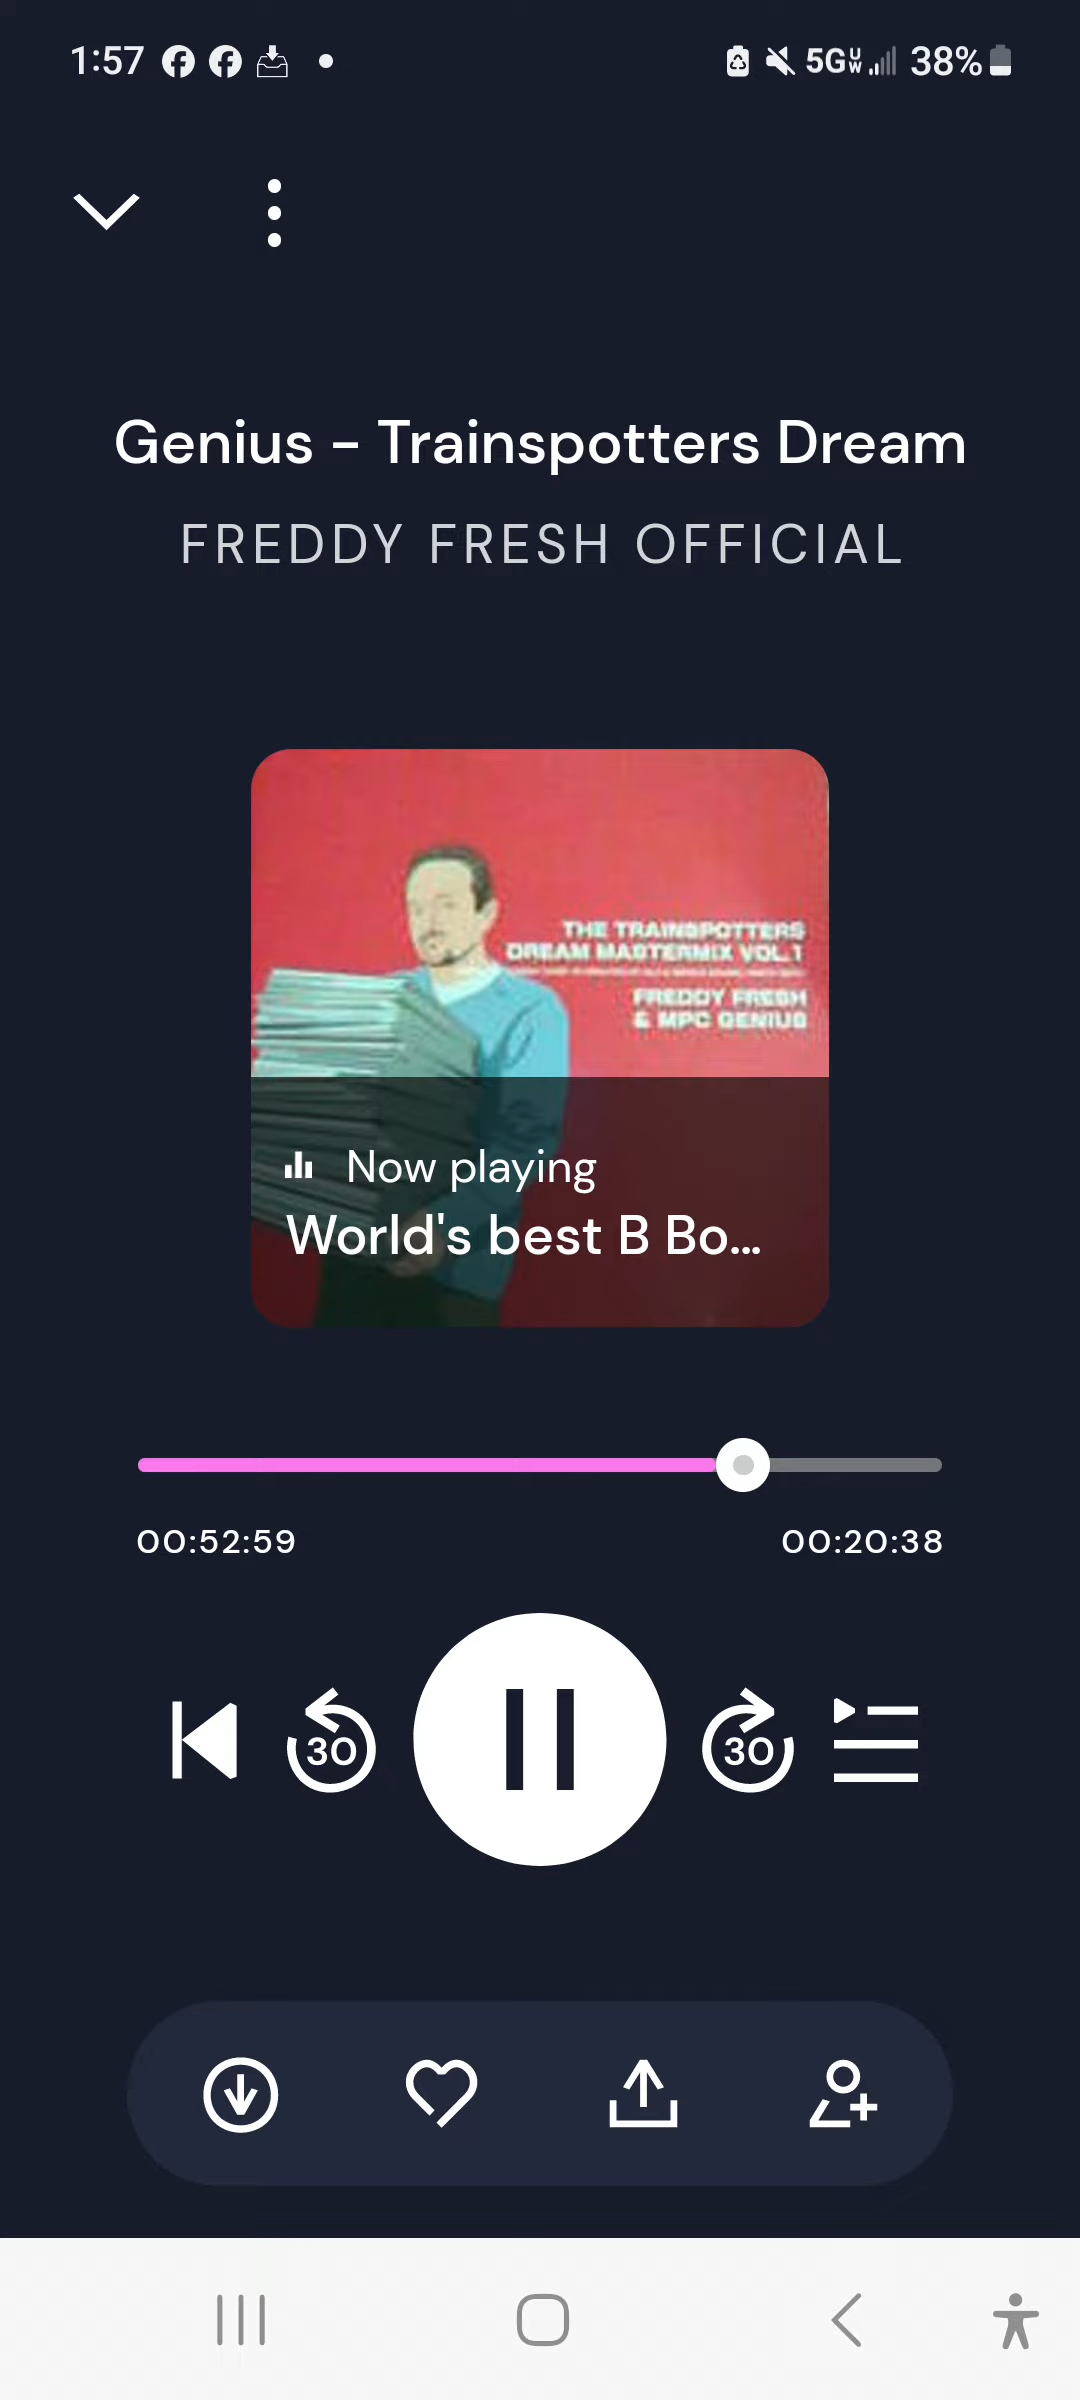 1:57
5G UW 38%
Genius - Trainspotters Dream
FREDDY FRESH OFFICIAL
THE TRAINSPOTTERS
DREAM MASTERMIX VOL.1
FREDDY FRESH
& MPC GENIUS
Now playing
World's best B Bo...
00:52:59
00:20:38
30
30